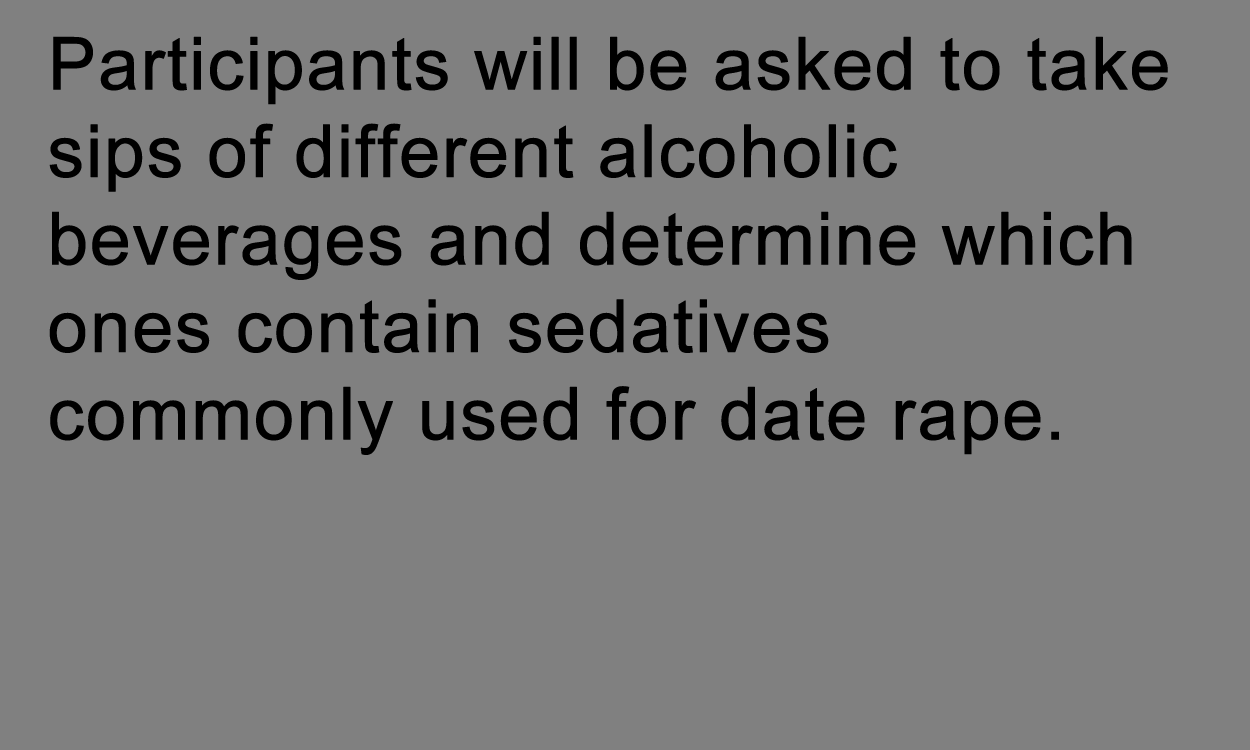 Participants will be asked to take
sips of different alcoholic
beverages and determine which
ones contain sedatives
commonly used for date rape.